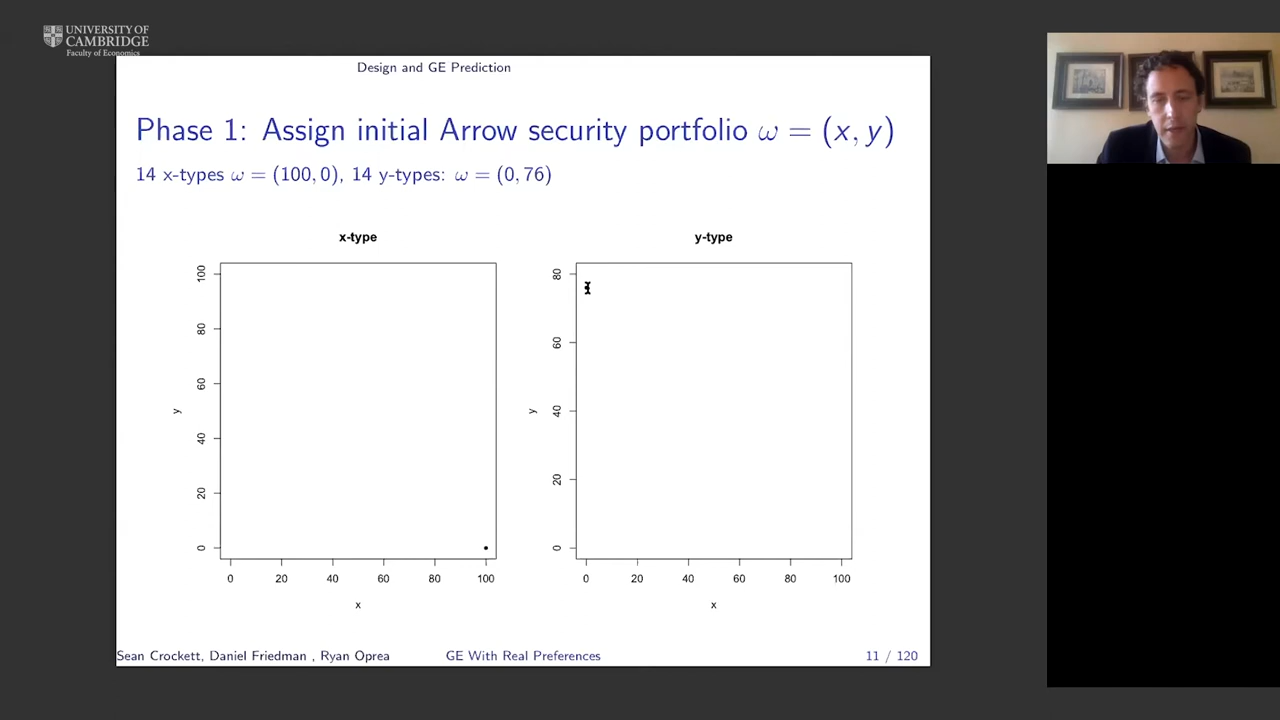 UNIVERSITY OF
CAMBRIDGE
Faculty of Economics
Design and GE Prediction
Phase 1: Assign initial Arrow security portfolio ω = (x, y)
14 x-types ω = (100, 0), 14 y-types: ω = (0, 76)
x-type
100
80
60
40
20
0
y
0 20 40 60 80 100
x
y-type
80
60
40
20
0
y
0 20 40 60 80 100
x
Sean Crockett, Daniel Friedman , Ryan Oprea GE With Real Preferences 11 / 120